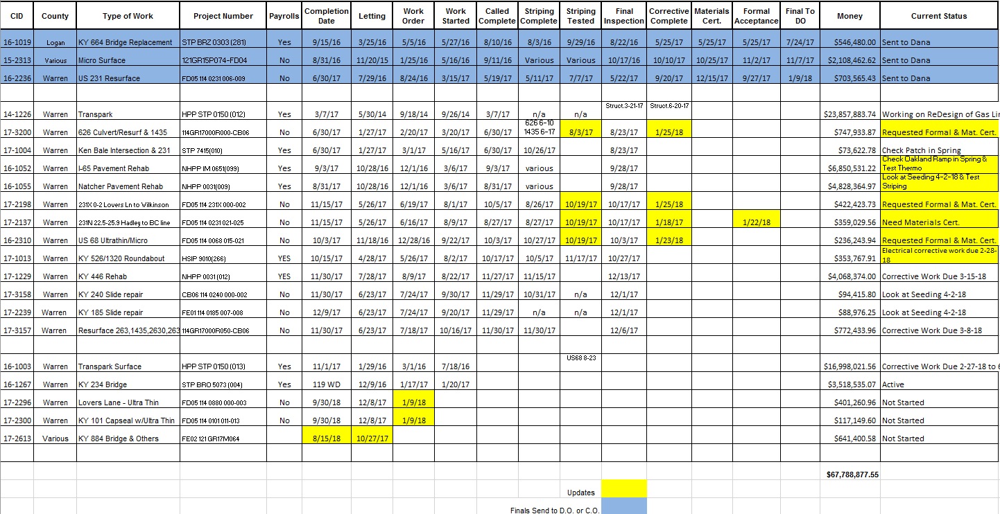 CID County Type of Work Project Number Payrolls Completion Date Letting Work Order Work Started Called Complete Striping Complete Striping Tested Final Inspection Corrective Complete Materials Cert. Formal Acceptance Final To DO Money Current Status
16-1019 Logan KY 664 Bridge Replacement STP BRZ 0303 (281) Yes 9/15/16 3/25/16 5/5/16 5/27/16 8/10/16 8/3/16 9/29/16 8/22/16 5/25/17 5/25/17 5/25/17 7/24/17 $546,480.00 Sent to Dana
15-2313 Various Micro Surface 121GR15P074-FD04 No 8/31/16 11/20/15 1/25/16 5/16/16 9/11/16 Various Various 10/17/16 10/10/17 10/25/17 11/2/17 11/7/17 $2,108,462.62 Sent to Dana
16-2236 Warren US 231 Resurface FD05 114 0231 006-009 No 6/30/17 7/29/16 8/24/16 3/15/17 5/19/17 5/11/17 7/7/17 5/22/17 9/20/17 12/15/17 9/27/17 1/9/18 $703,565.43 Sent to Dana
14-1226 Warren Transpark HPP STP 0150 (012) Yes 3/7/17 5/30/14 9/18/14 9/26/14 3/7/17 n/a n/a Struct.3-21-17 Struct.6-20-17 $23,857,883.74 Working on ReDesign of Gas Lin
17-3200 Warren 626 Culvert/Resurf & 1435 114GR17000R000-CB06 No 6/30/17 1/27/17 2/20/17 3/20/17 6/30/17 626 6-10 1435 6-17 8/3/17 8/23/17 1/25/18 $747,933.87 Requested Formal & Mat. Cert.
17-1004 Warren Ken Bale Intersection & 231 STP 7415(010) Yes 6/30/17 1/27/17 3/1/17 5/16/17 6/30/17 10/26/17 8/23/17 $73,622.78 Check Patch in Spring
16-1052 Warren I-65 Pavement Rehab NHPP IM 0651(099) Yes 9/3/17 10/28/16 12/1/16 3/6/17 9/3/17 various 9/28/17 $6,850,531.22 Check Oakland Ramp in Spring & Test Thermo
16-1055 Warren Natcher Pavement Rehab NHPP 0031(009) Yes 8/31/17 10/28/16 12/1/16 3/6/17 8/31/17 various 9/28/17 $4,828,364.97 Look at Seeding 4-2-18 & Test Striping
17-2198 Warren 231X 0-2 Lovers Ln to Wilkinson FD05 114 231X 000-002 No 11/15/17 5/26/17 6/19/17 8/1/17 10/5/17 8/26/17 10/19/17 10/17/17 1/25/18 $422,423.73 Requested Formal & Mat. Cert.
17-2137 Warren 231N 22.5-25.9 Hadley to BC line FD05 114 0231 021-025 No 11/15/17 5/26/17 6/16/17 8/9/17 8/27/17 8/27/17 10/19/17 10/17/17 1/18/17 1/22/18 $359,029.56 Need Materials Cert.
16-2310 Warren US 68 Ultrathin/Micro FD05 114 0068 015-021 No 10/3/17 11/18/16 12/28/16 9/22/17 10/3/17 10/27/17 10/19/17 10/3/17 1/23/18 $236,243.94 Requested Formal & Mat. Cert.
17-1013 Warren KY 526/1320 Roundabout HSIP 9010(266) YES 10/15/17 4/28/17 5/26/17 8/2/17 10/17/17 10/5/17 11/17/17 10/27/17 $353,767.91 Electrical corrective work due 2-28-18
17-1229 Warren KY 446 Rehab NHPP 0031 (012) YES 11/30/17 7/28/17 8/9/17 8/22/17 11/27/17 11/15/17 12/13/17 $4,068,374.00 Corrective Work Due 3-15-18
17-3158 Warren KY 240 Slide repair CB06 114 0240 000-002 No 11/30/17 6/23/17 7/24/17 9/30/17 11/29/17 10/31/17 n/a 12/1/17 $94,415.80 Look at Seeding 4-2-18
17-2239 Warren KY 185 Slide repair FE01 114 0185 007-008 No 12/9/17 6/23/17 7/24/17 9/20/17 11/29/17 n/a n/a 12/1/17 $88,976.25 Look at Seeding 4-2-18
17-3157 Warren Resurface 263,1435,2630,263 114GR17000R050-CB06 No 11/30/17 6/23/17 7/18/17 10/16/17 11/30/17 11/30/17 12/6/17 $772,433.96 Corrective Work Due 3-8-18
16-1003 Warren Transpark Surface HPP STP 0150 (013) Yes 11/1/17 1/29/16 3/1/16 7/18/16 US68 8-23 $16,998,021.56 Corrective Work Due 2-27-18 to 6
16-1267 Warren KY 234 Bridge STP BRO 5073 (004) Yes 119 WD 12/9/16 1/17/17 1/20/17 $3,518,535.07 Active
17-2296 Warren Lovers Lane - Ultra Thin FD05 114 0880 000-003 No 9/30/18 12/8/17 1/9/18 $401,260.96 Not Started
17-2300 Warren KY 101 Capseal w/Ultra Thin FD05 114 0101 011-013 No 9/30/18 12/8/17 1/9/18 $117,149.60 Not Started
17-2613 Various KY 884 Bridge & Others FE02 121 GR17M064 8/15/18 10/27/17 $641,400.58 Not Started
$67,788,877.55
Updates
Finals Send to D.O. or C.O.